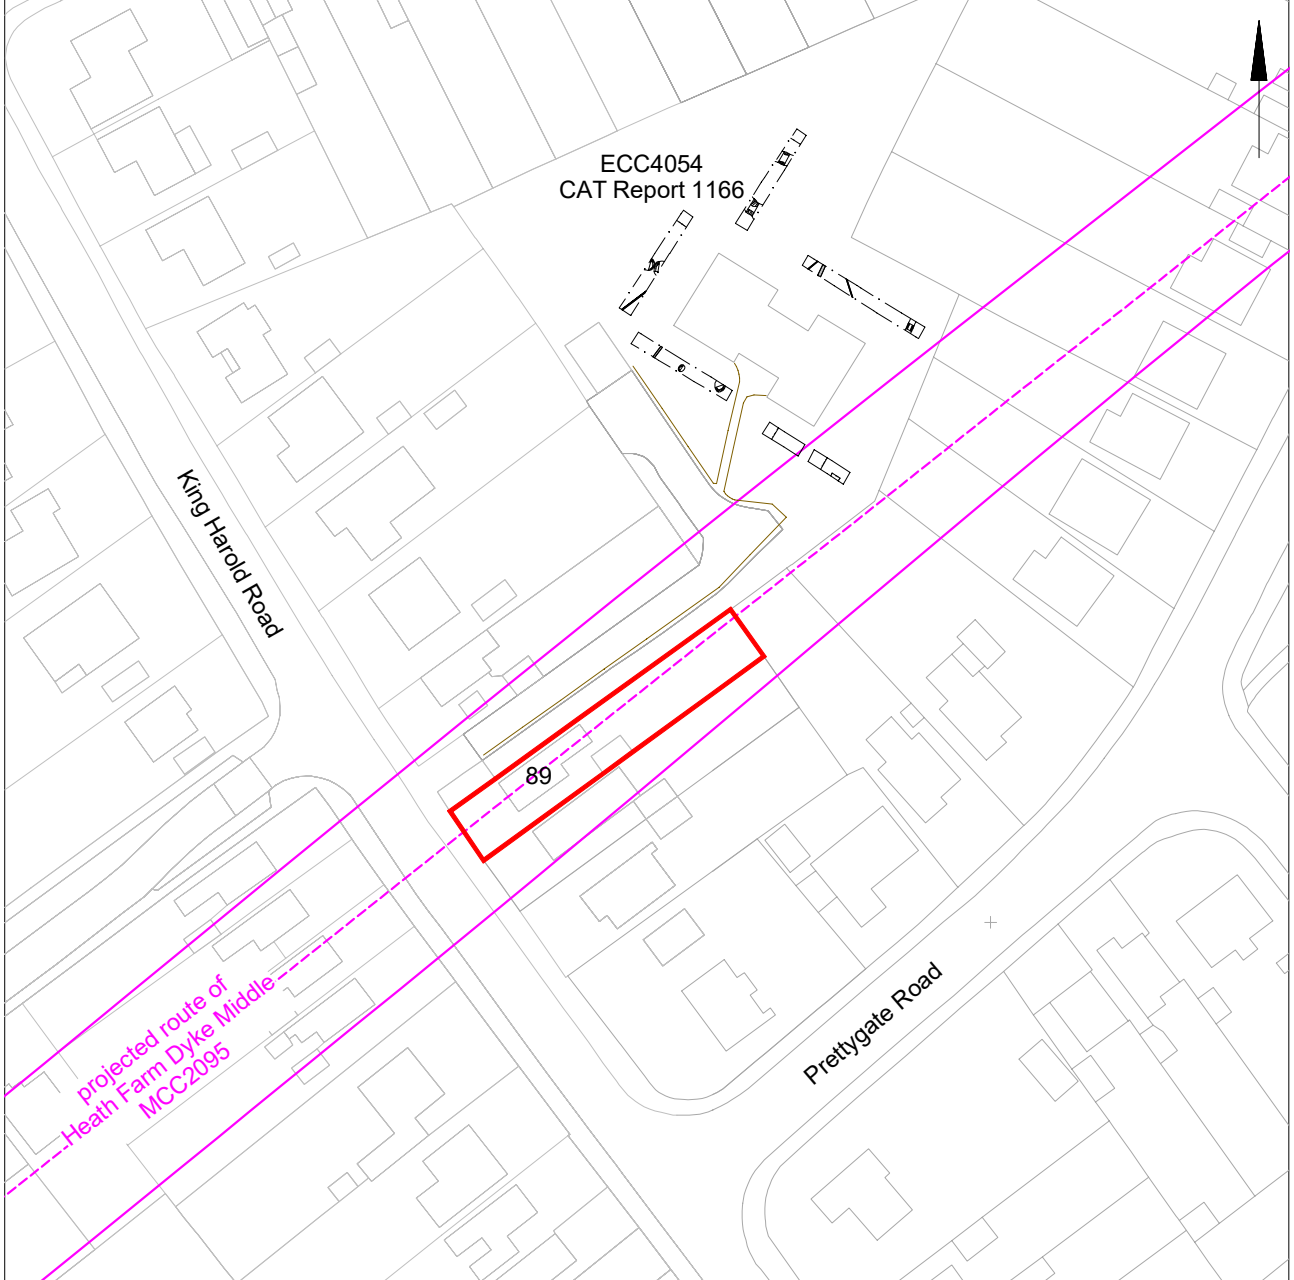 ECC4054
CAT Report 1166
King Harold Road
89
projected route of
Heath Farm Dyke Middle
MCC2095
Prettygate Road